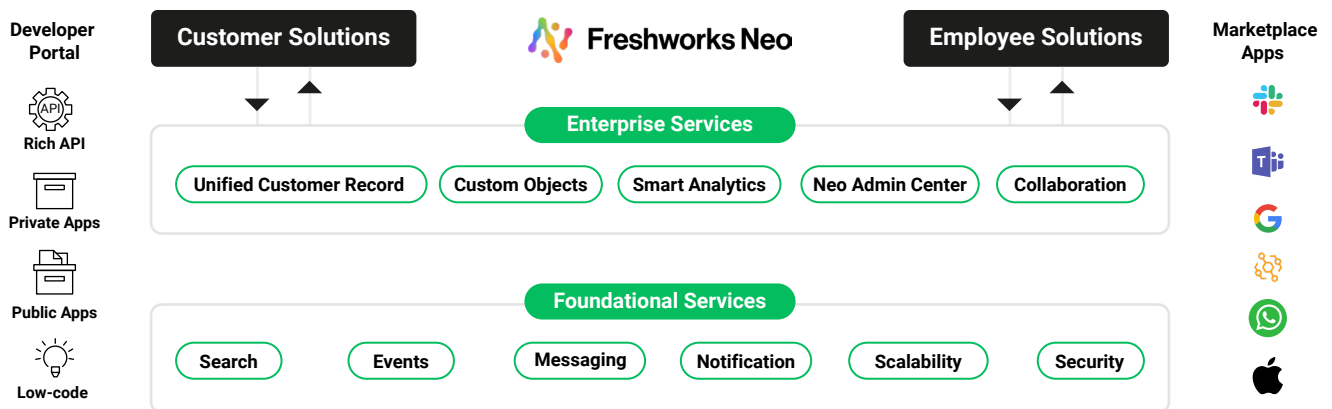 Developer
Portal
Customer Solutions
Freshworks Neo
Employee Solutions
Marketplace
Apps
API
Rich API
Enterprise Services
Unified Customer Record
Custom Objects
Smart Analytics
Neo Admin Center
Collaboration
T
Private Apps
Public Apps
Foundational Services
Search
Events
Messaging
Notification
Scalability
Security
Low-code